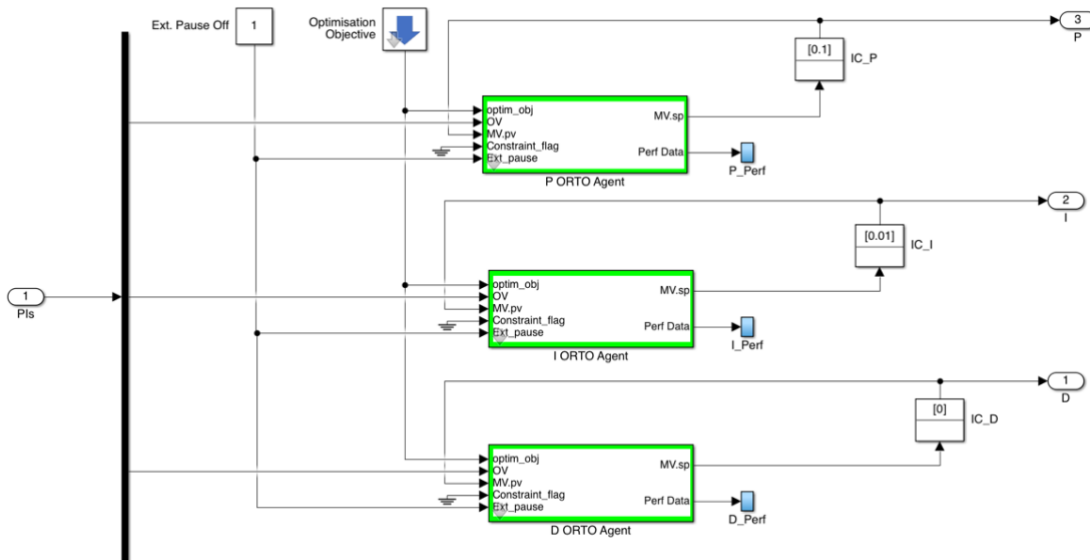 Ext. Pause Off
1
Optimisation
Objective
[0.1]
IC_P
3
P
optim_obj
OV
MV.pv
Constraint_flag
Ext_pause
MV.sp
Perf Data
P_Perf
P ORTO Agent
2
I
[0.01]
IC_I
1
PIs
optim_obj
OV
MV.pv
Constraint_flag
Ext_pause
MV.sp
Perf Data
I_Perf
I ORTO Agent
1
D
[0]
IC_D
optim_obj
OV
MV.pv
Constraint_flag
Ext_pause
MV.sp
Perf Data
D_Perf
D ORTO Agent